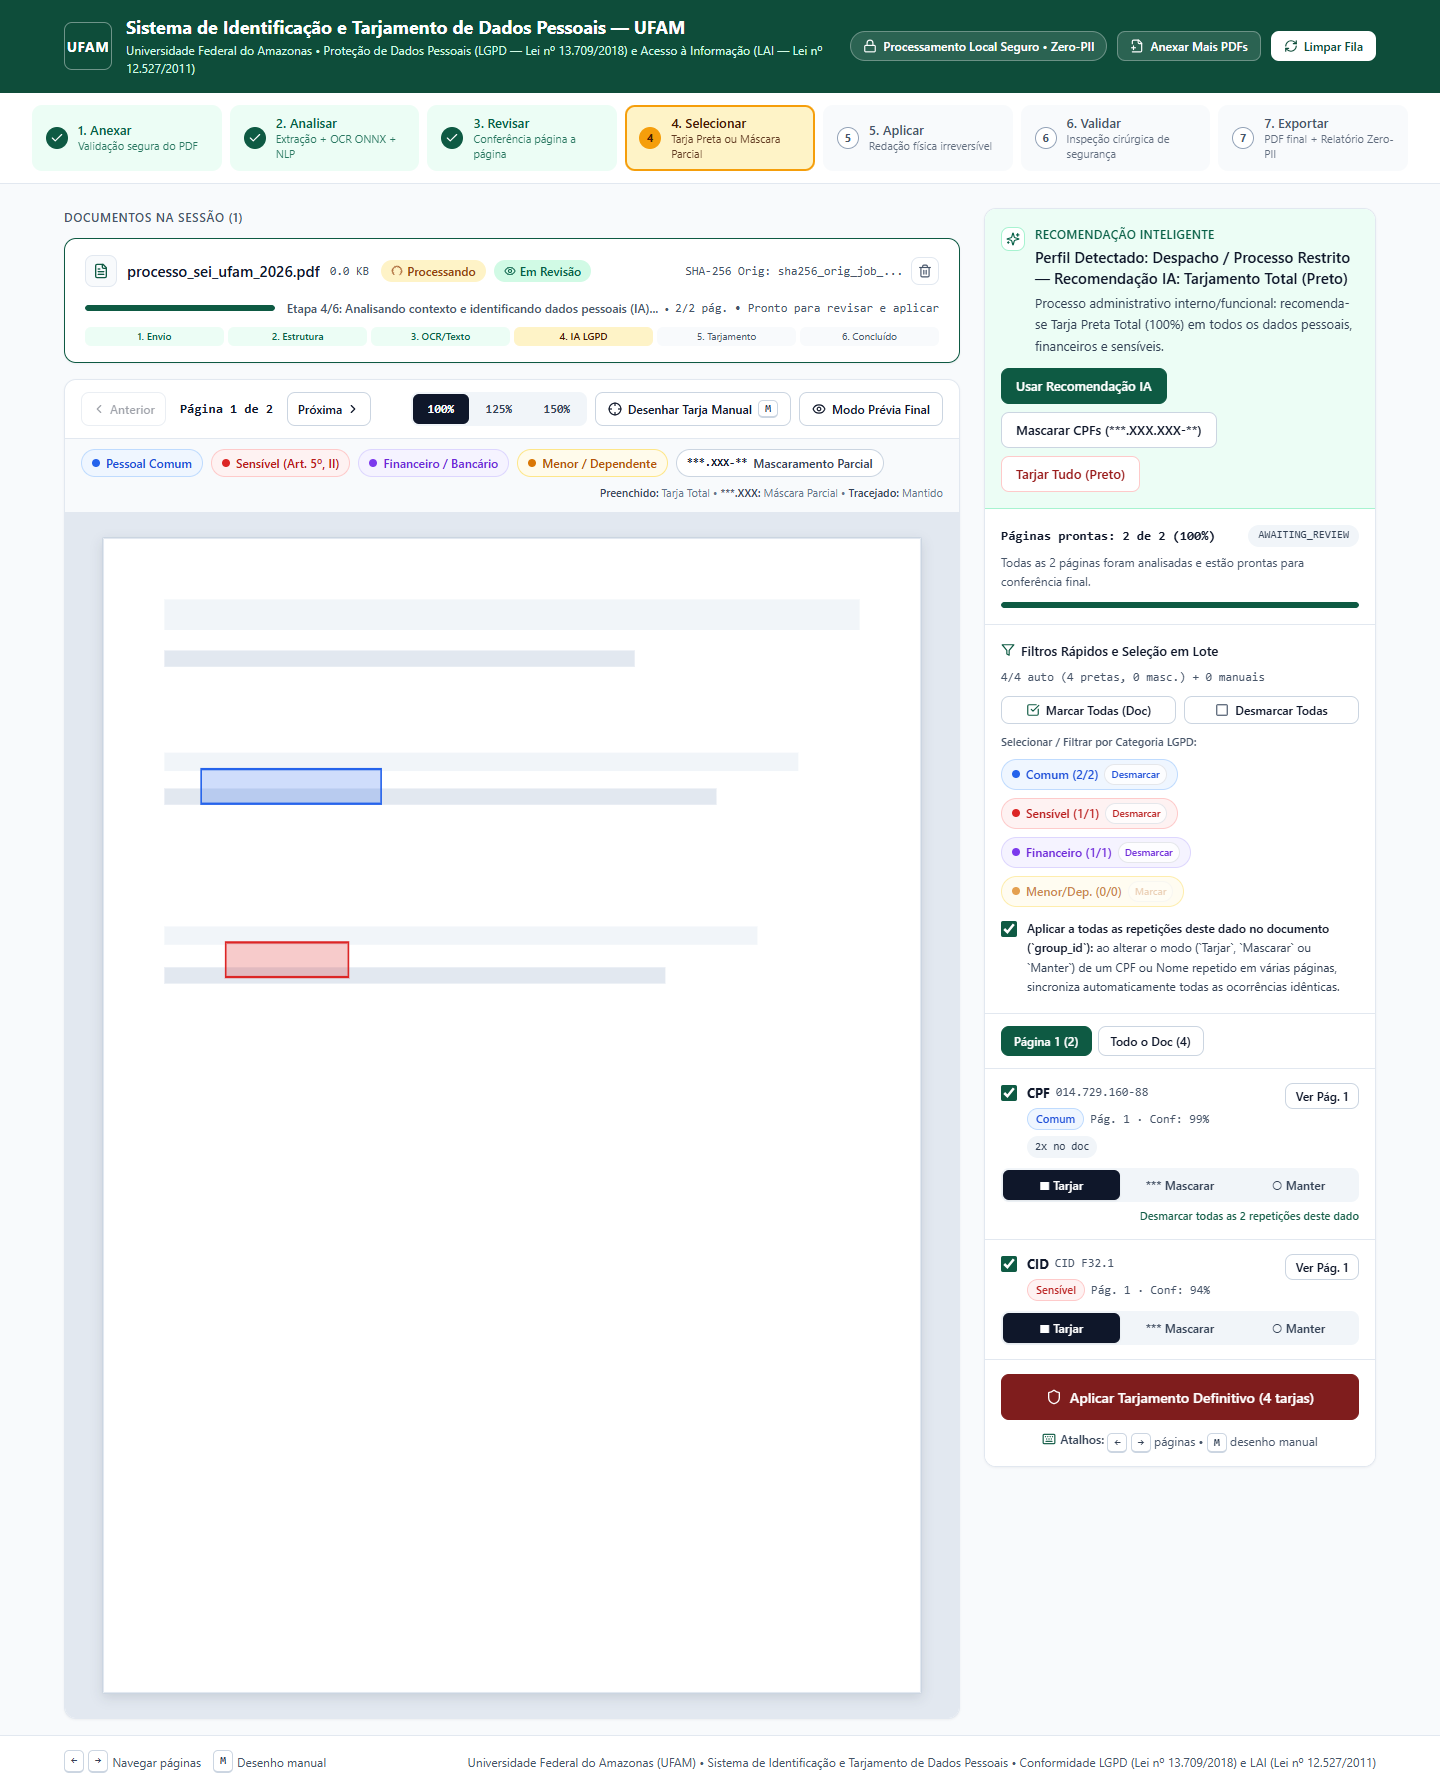 UFAM
Sistema de Identificação e Tarjamento de Dados Pessoais — UFAM
Universidade Federal do Amazonas • Proteção de Dados Pessoais (LGPD — Lei nº 13.709/2018) e Acesso à Informação (LAI — Lei nº
12.527/2011)
Processamento Local Seguro • Zero-PII
Anexar Mais PDFs
Limpar Fila
1. Anexar
Validação segura do PDF
2. Analisar
Extração + OCR ONNX +
NLP
3. Revisar
Conferência página a
página
4
4. Selecionar
Tarja Preta ou Máscara
Parcial
5
5. Aplicar
Redação física irreversível
6
6. Validar
Inspeção cirúrgica de
segurança
7
7. Exportar
PDF final + Relatório Zero-
PII
DOCUMENTOS NA SESSÃO (1)
processo_sei_ufam_2026.pdf 0.0 KB Processando Em Revisão SHA-256 Orig: sha256_orig_job_...
Etapa 4/6: Analisando contexto e identificando dados pessoais (IA)... • 2/2 pág. • Pronto para revisar e aplicar
1. Envio 2. Estrutura 3. OCR/Texto 4. IA LGPD 5. Tarjamento 6. Concluído
Anterior Página 1 de 2 Próxima 100% 125% 150% Desenhar Tarja Manual M Modo Prévia Final
Pessoal Comum Sensível (Art. 5º, II) Financeiro / Bancário Menor / Dependente ***.XXX-** Mascaramento Parcial
Preenchido: Tarja Total • ***.XXX: Máscara Parcial • Tracejado: Mantido
RECOMENDAÇÃO INTELIGENTE
Perfil Detectado: Despacho / Processo Restrito
— Recomendação IA: Tarjamento Total (Preto)
Processo administrativo interno/funcional: recomenda-
se Tarja Preta Total (100%) em todos os dados pessoais,
financeiros e sensíveis.
Usar Recomendação IA
Mascarar CPFs (***.XXX.XXX-**)
Tarjar Tudo (Preto)
Páginas prontas: 2 de 2 (100%) AWAITING_REVIEW
Todas as 2 páginas foram analisadas e estão prontas para
conferência final.
Filtros Rápidos e Seleção em Lote
4/4 auto (4 pretas, 0 masc.) + 0 manuais
Marcar Todas (Doc) Desmarcar Todas
Selecionar / Filtrar por Categoria LGPD:
Comum (2/2) Desmarcar
Sensível (1/1) Desmarcar
Financeiro (1/1) Desmarcar
Menor/Dep. (0/0) Marcar
Aplicar a todas as repetições deste dado no documento
(`group_id`): ao alterar o modo (`Tarjar`, `Mascarar` ou
`Manter`) de um CPF ou Nome repetido em várias páginas,
sincroniza automaticamente todas as ocorrências idênticas.
Página 1 (2) Todo o Doc (4)
CPF 014.729.160-88 Ver Pág. 1
Comum Pág. 1 · Conf: 99%
2x no doc
Tarjar *** Mascarar Manter
Desmarcar todas as 2 repetições deste dado
CID CID F32.1 Ver Pág. 1
Sensível Pág. 1 · Conf: 94%
Tarjar *** Mascarar Manter
Aplicar Tarjamento Definitivo (4 tarjas)
Atalhos: ← → páginas • M desenho manual
← → Navegar páginas M Desenho manual
Universidade Federal do Amazonas (UFAM) • Sistema de Identificação e Tarjamento de Dados Pessoais • Conformidade LGPD (Lei nº 13.709/2018) e LAI (Lei nº 12.527/2011)